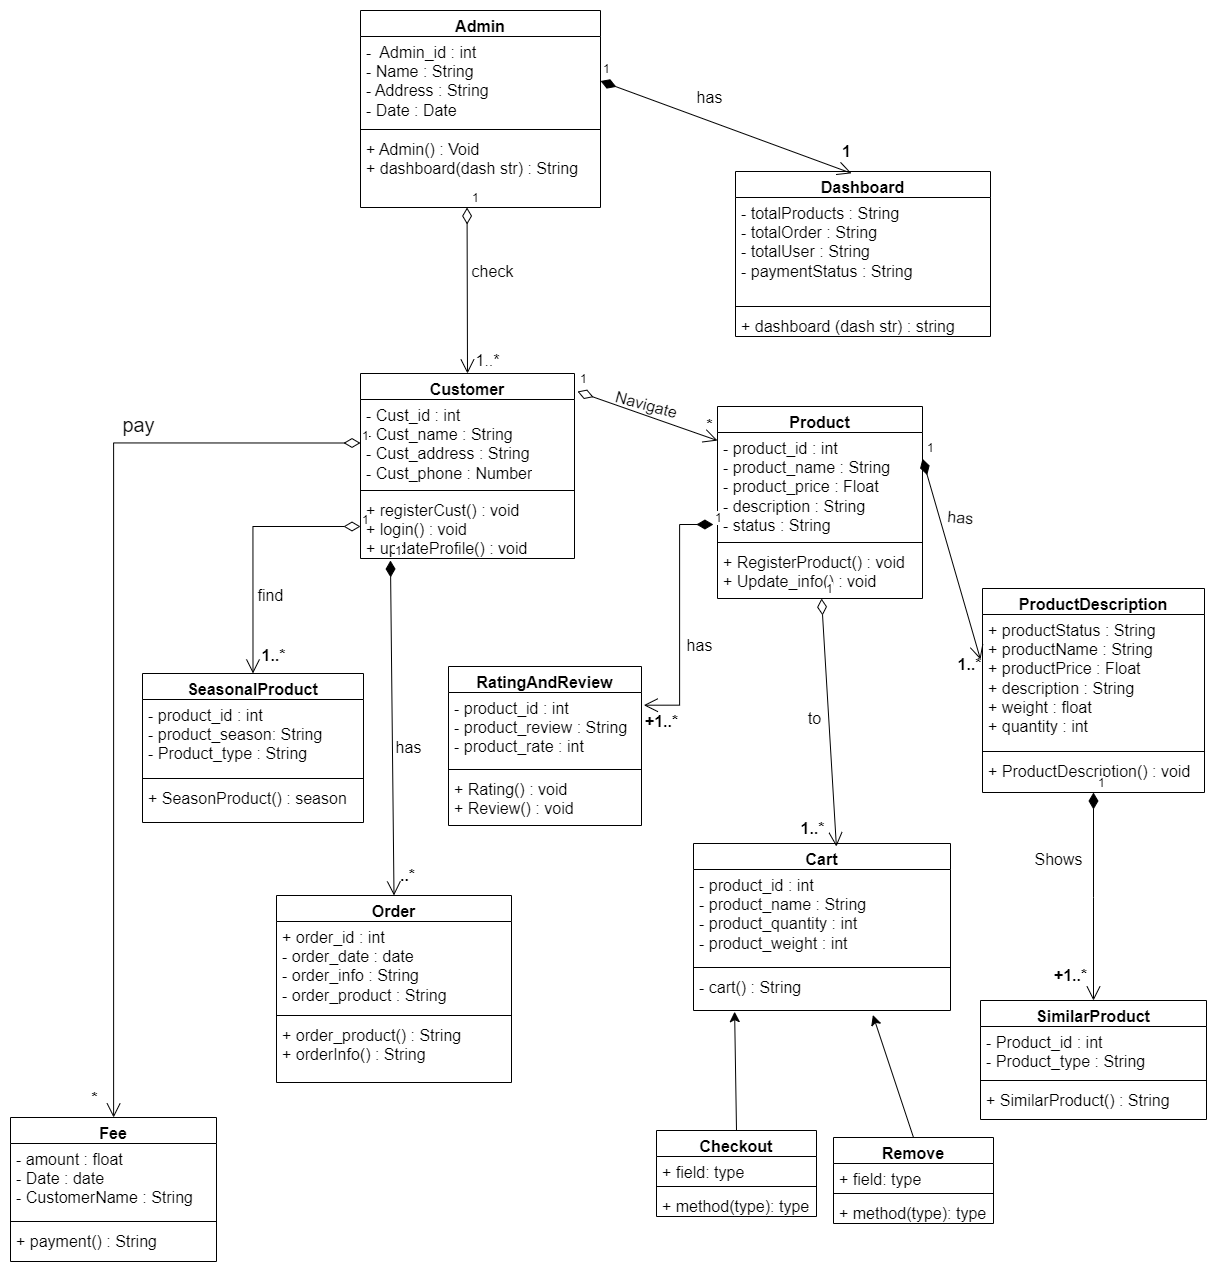 Admin
- Admin_id : int
- Name : String
- Address : String
- Date : Date
+ Admin() : Void
+ dashboard(dash str) : String
1
has
1
Dashboard
- totalProducts : String
- totalOrder : String
- totalUser : String
- paymentStatus : String
+ dashboard (dash str) : string
1
check
1..*
Customer
- Cust_id : int
- Cust_name : String
- Cust_address : String
- Cust_phone : Number
+ registerCust() : void
+ login() : void
+ updateProfile() : void
1
Navigate
*
1
pay
*
1
find
1..*
1
has
..*
Product
- product_id : int
- product_name : String
- product_price : Float
- description : String
- status : String
+ RegisterProduct() : void
+ Update_info() : void
1
has
1..*
1
has
+1..*
1
to
1..*
ProductDescription
+ productStatus : String
+ productName : String
+ productPrice : Float
+ description : String
+ weight : float
+ quantity : int
+ ProductDescription() : void
1
Shows
+1..*
SeasonalProduct
- product_id : int
- product_season: String
- Product_type : String
+ SeasonProduct() : season
RatingAndReview
- product_id : int
- product_review : String
- product_rate : int
+ Rating() : void
+ Review() : void
Cart
- product_id : int
- product_name : String
- product_quantity : int
- product_weight : int
- cart() : String
Order
+ order_id : int
- order_date : date
- order_info : String
- order_product : String
+ order_product() : String
+ orderInfo() : String
SimilarProduct
- Product_id : int
- Product_type : String
+ SimilarProduct() : String
Fee
- amount : float
- Date : date
- CustomerName : String
+ payment() : String
Checkout
+ field: type
+ method(type): type
Remove
+ field: type
+ method(type): type